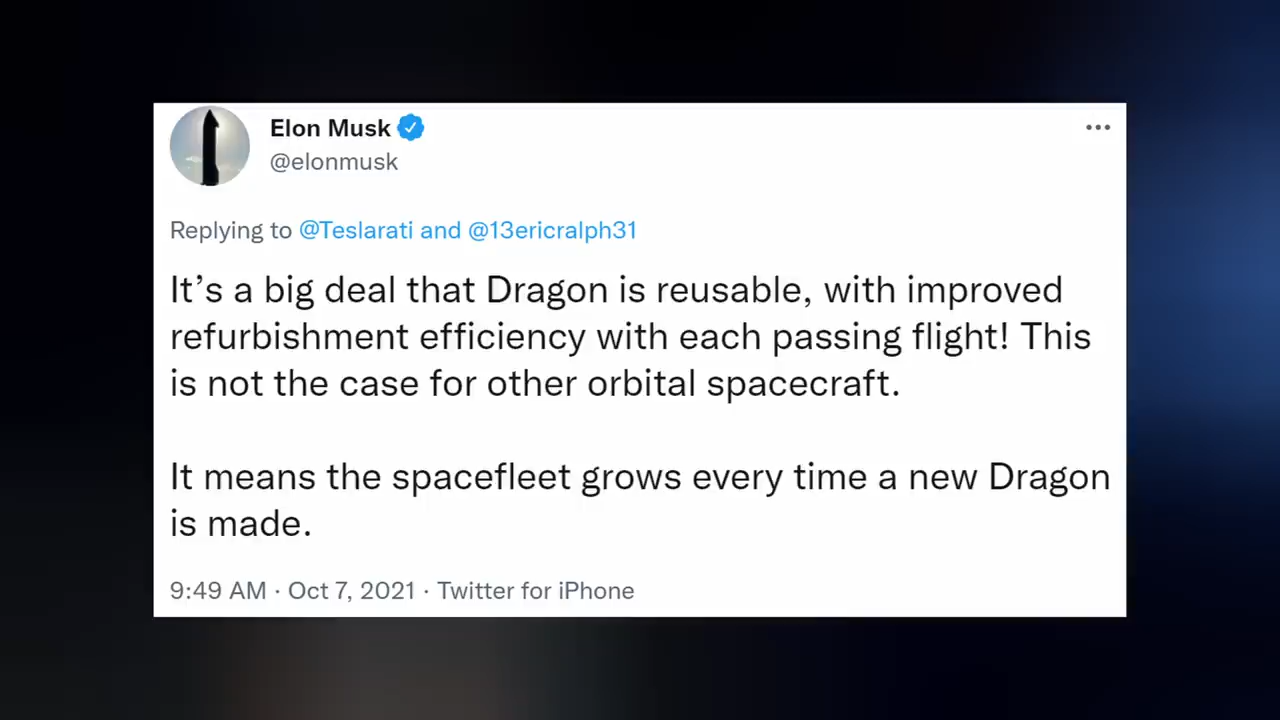 Elon Musk
@elonmusk
Replying to @Teslarati and @13ericralph31
It’s a big deal that Dragon is reusable, with improved
refurbishment efficiency with each passing flight! This
is not the case for other orbital spacecraft.
It means the spacefleet grows every time a new Dragon
is made.
9:49 AM · Oct 7, 2021 · Twitter for iPhone